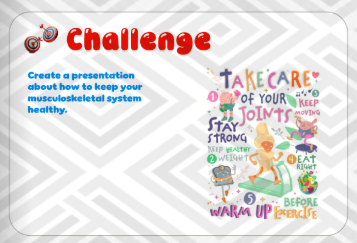 Challenge
Create a presentation
about how to keep your
musculoskeletal system
healthy.
TAKE CARE
OF YOUR
JOINTS
1
STAY
STRONG
3
KEEP
MOVING
KEEP HEALTHY
2 WEIGHT
4 EAT
RIGHT
5
WARM UP
BEFORE
EXERCISE